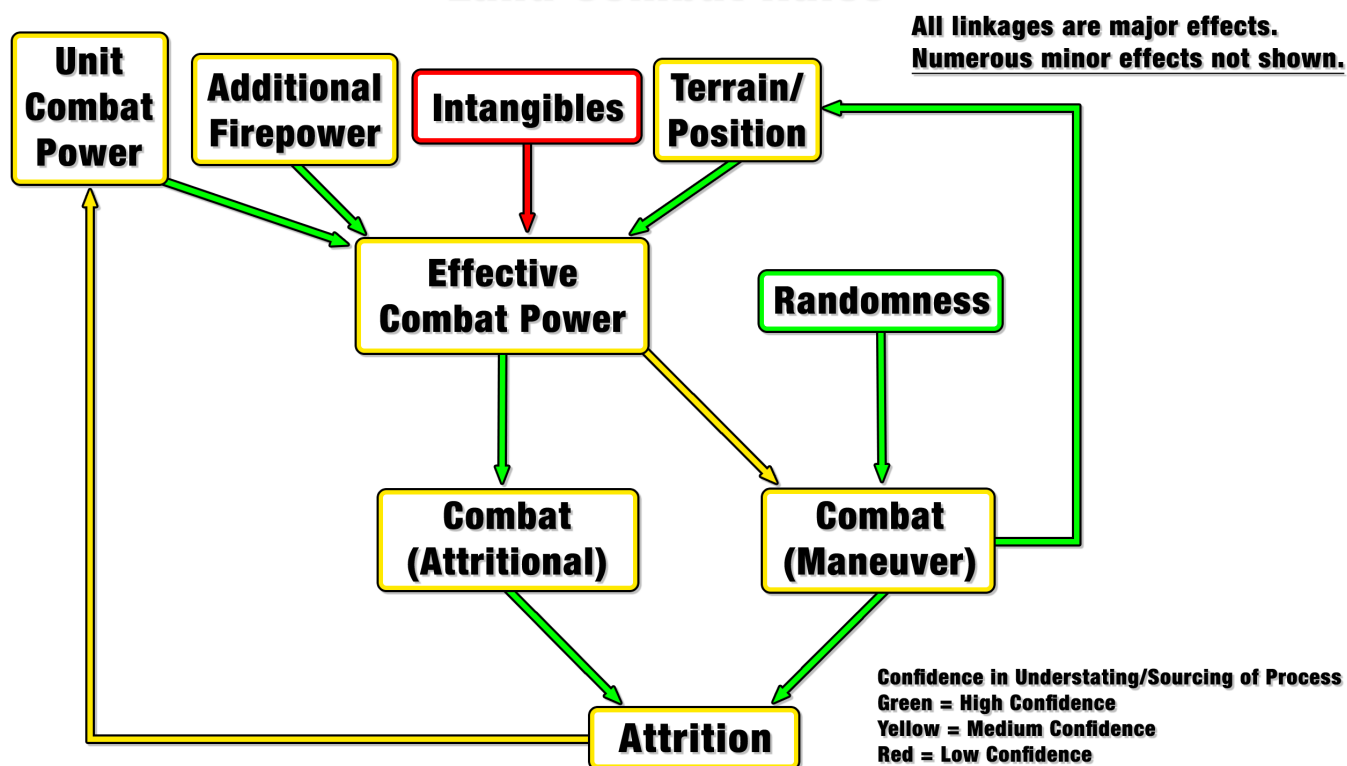 All linkages are major effects.
Numerous minor effects not shown.
Unit
Combat
Power
Additional
Firepower
Intangibles
Terrain/
Position
Effective
Combat Power
Randomness
Combat
(Attritional)
Combat
(Maneuver)
Attrition
Confidence in Understating/Sourcing of Process
Green = High Confidence
Yellow = Medium Confidence
Red = Low Confidence